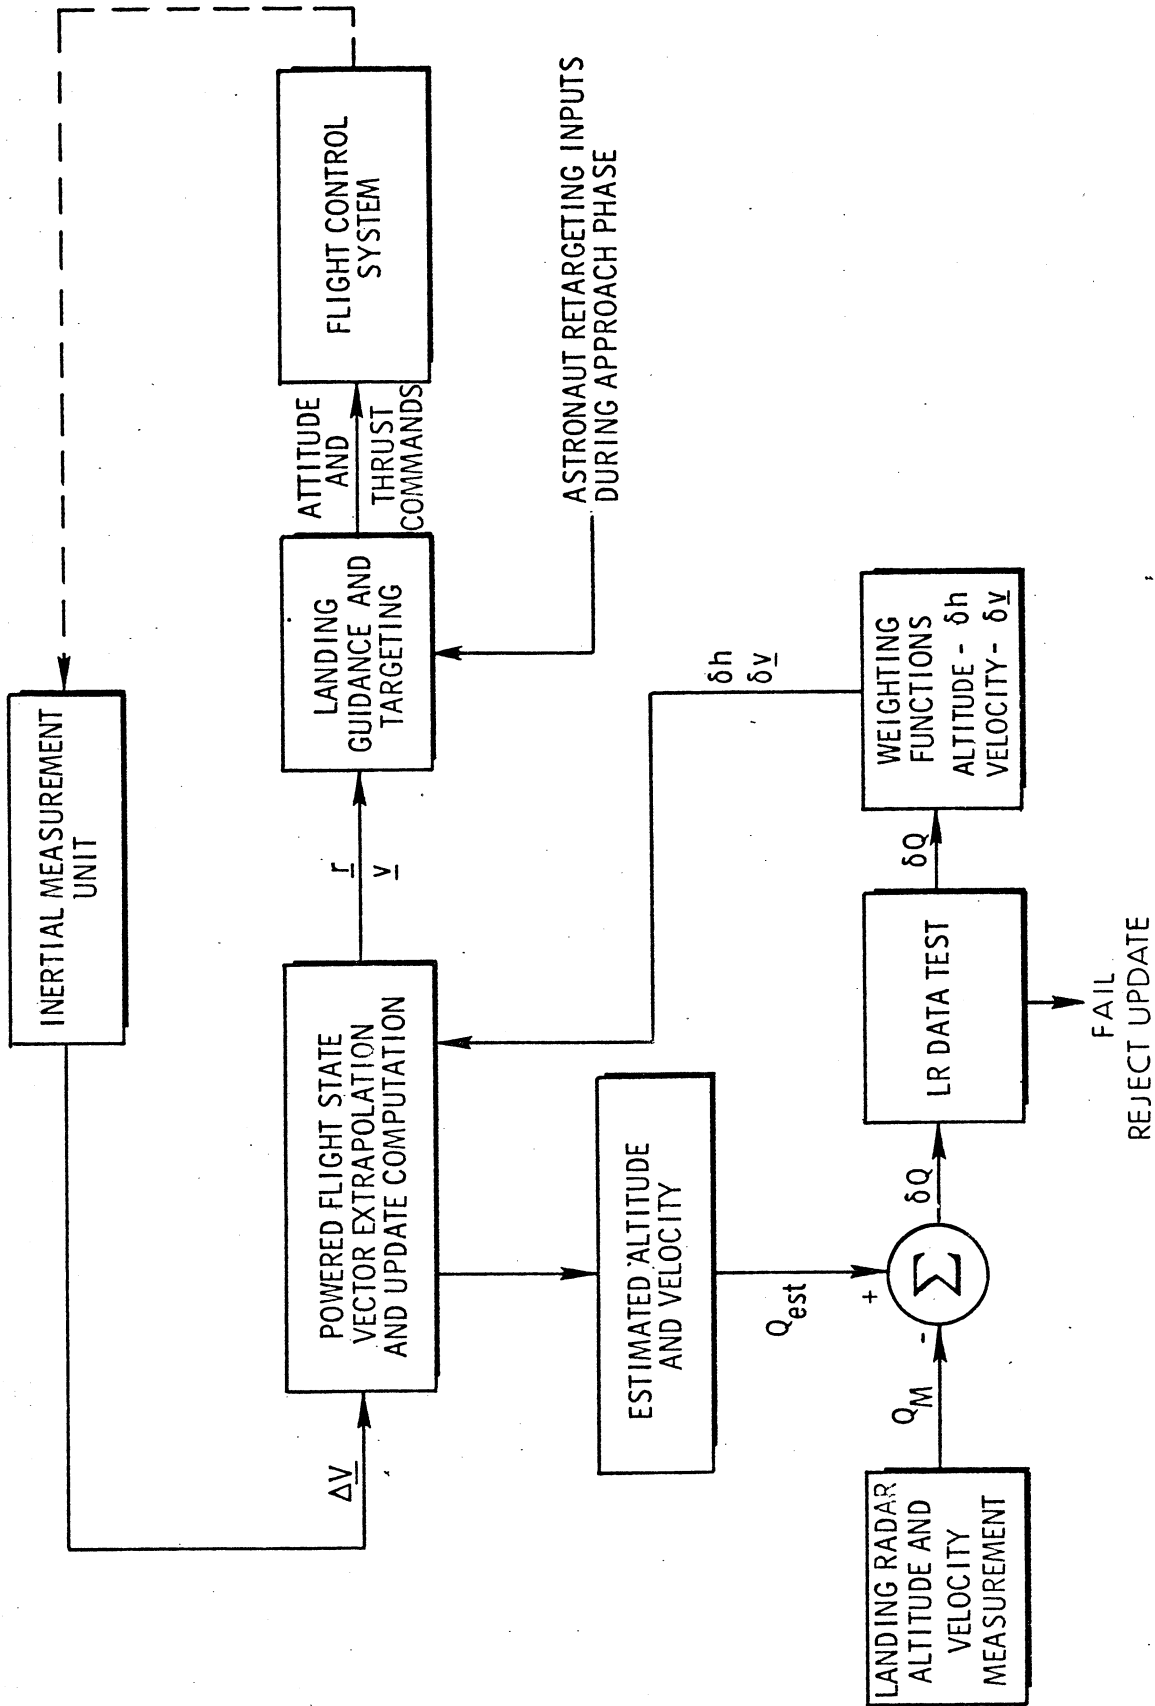 INERTIAL MEASUREMENT
UNIT
ΔV
POWERED FLIGHT STATE
VECTOR EXTRAPOLATION
AND UPDATE COMPUTATION
r
v
LANDING
GUIDANCE AND
TARGETING
ATTITUDE
AND
THRUST
COMMANDS
FLIGHT CONTROL
SYSTEM
ASTRONAUT RETARGETING INPUTS
DURING APPROACH PHASE
ESTIMATED ALTITUDE
AND VELOCITY
δh
δv
Qest
+
-
LANDING RADAR
ALTITUDE AND
VELOCITY
MEASUREMENT
QM
Σ
δQ
LR DATA TEST
δQ
WEIGHTING
FUNCTIONS
ALTITUDE - δh
VELOCITY- δv
FAIL
REJECT UPDATE